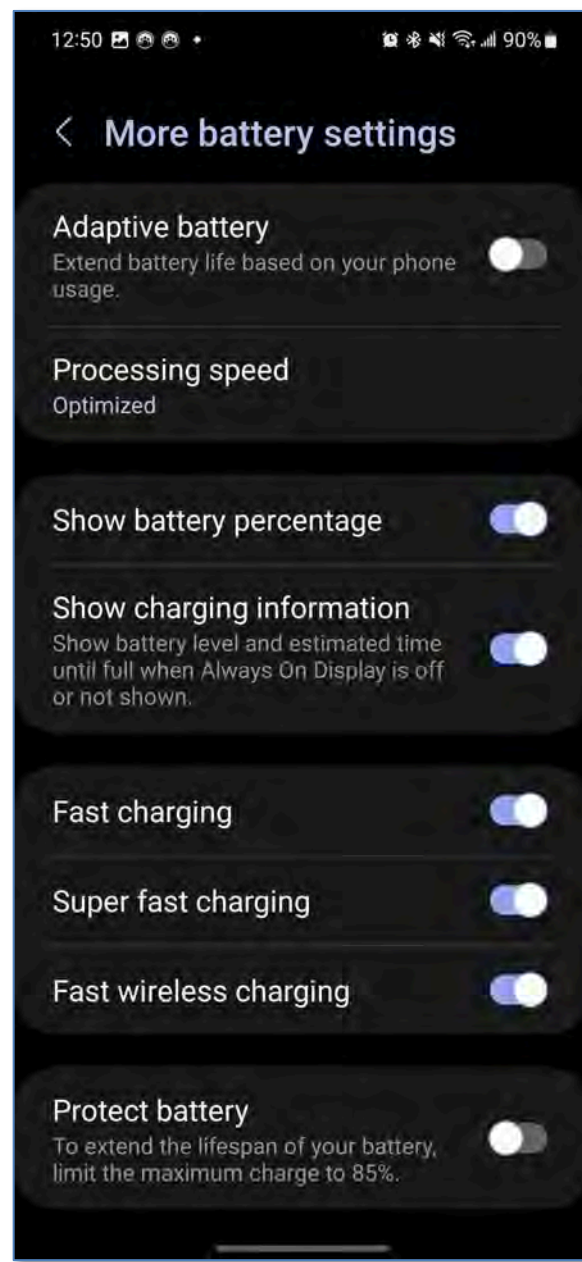 12:50 90%
More battery settings
Adaptive battery
Extend battery life based on your phone
usage.
Processing speed
Optimized
Show battery percentage
Show charging information
Show battery level and estimated time
until full when Always On Display is off
or not shown.
Fast charging
Super fast charging
Fast wireless charging
Protect battery
To extend the lifespan of your battery,
limit the maximum charge to 85%.